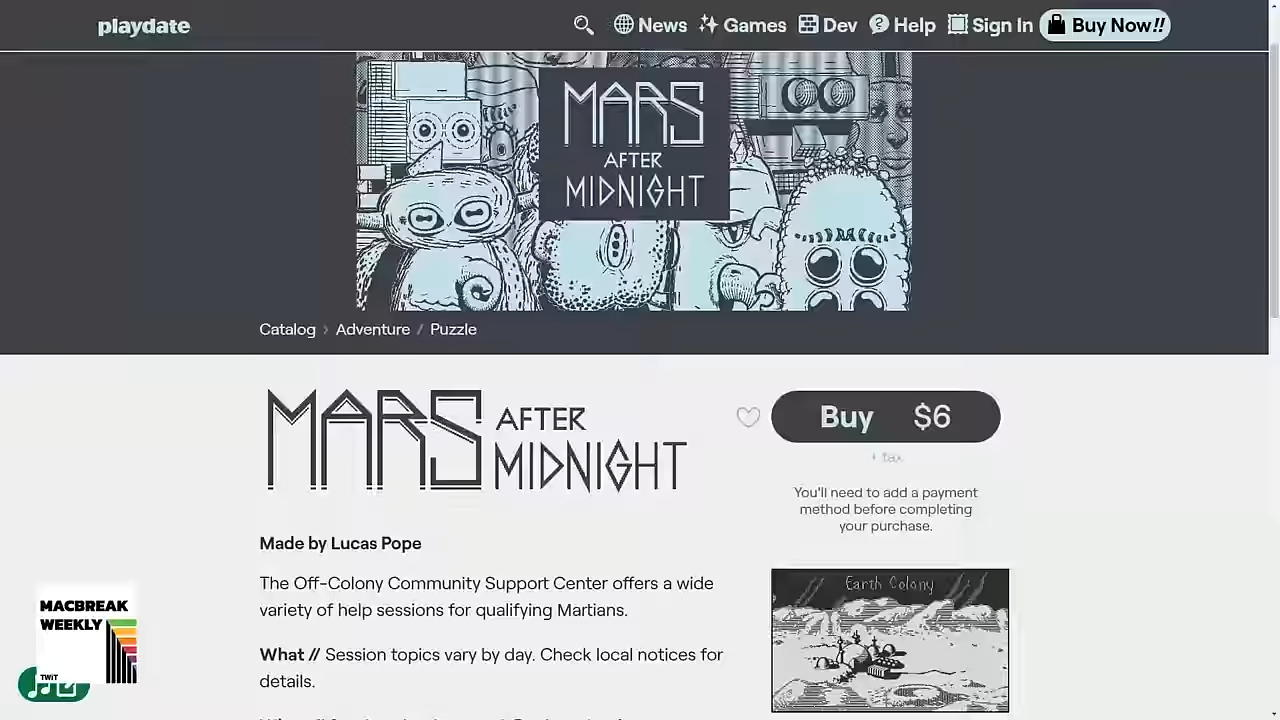 playdate
News
Games
Dev
Help
Sign In
Buy Now!!
MARS
AFTER
MIDNIGHT
Catalog › Adventure / Puzzle
MARS AFTER
MIDNIGHT
Buy $6
+ tax
You'll need to add a payment
method before completing
your purchase.
Made by Lucas Pope
The Off-Colony Community Support Center offers a wide
variety of help sessions for qualifying Martians.
What // Session topics vary by day. Check local notices for
details.
Earth Colony
MACBREAK
WEEKLY
TWiT